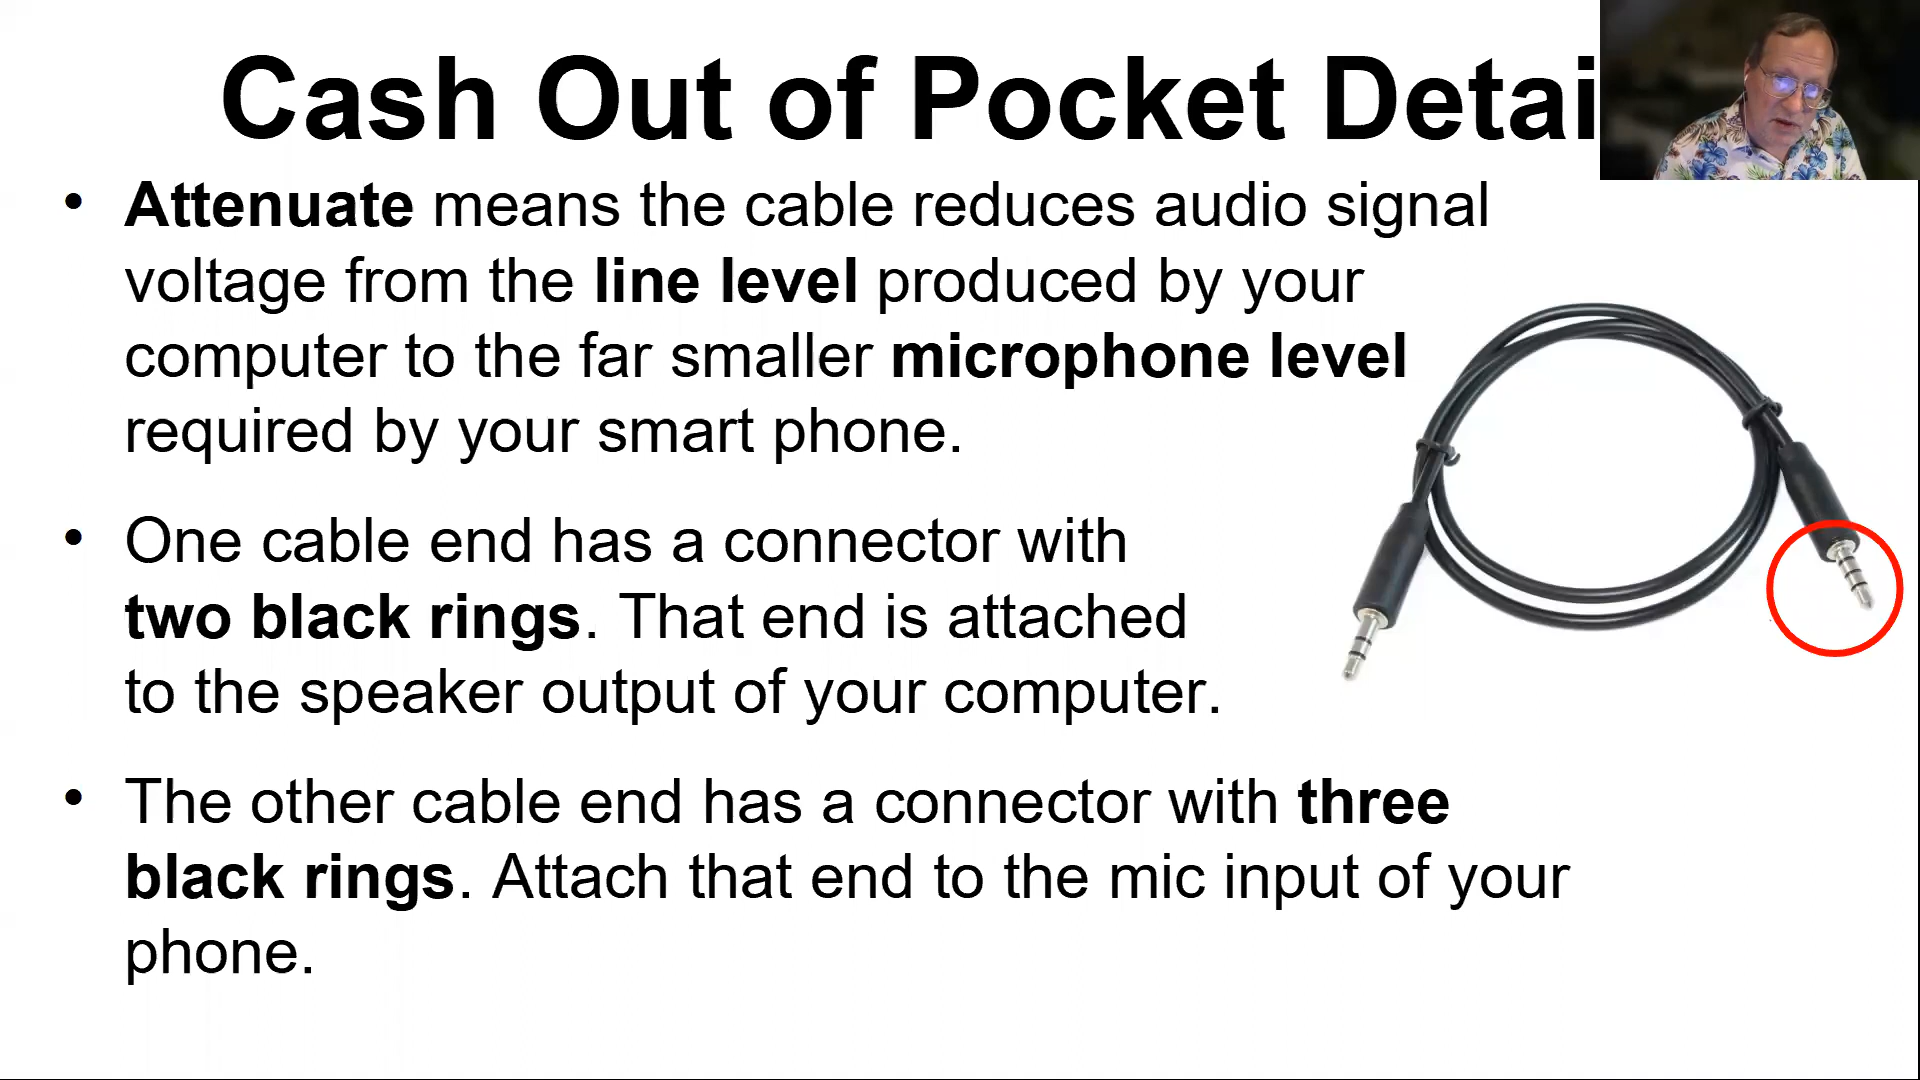 Cash Out of Pocket Detai
• Attenuate means the cable reduces audio signal
voltage from the line level produced by your
computer to the far smaller microphone level
required by your smart phone.
• One cable end has a connector with
two black rings. That end is attached
to the speaker output of your computer.
• The other cable end has a connector with three
black rings. Attach that end to the mic input of your
phone.